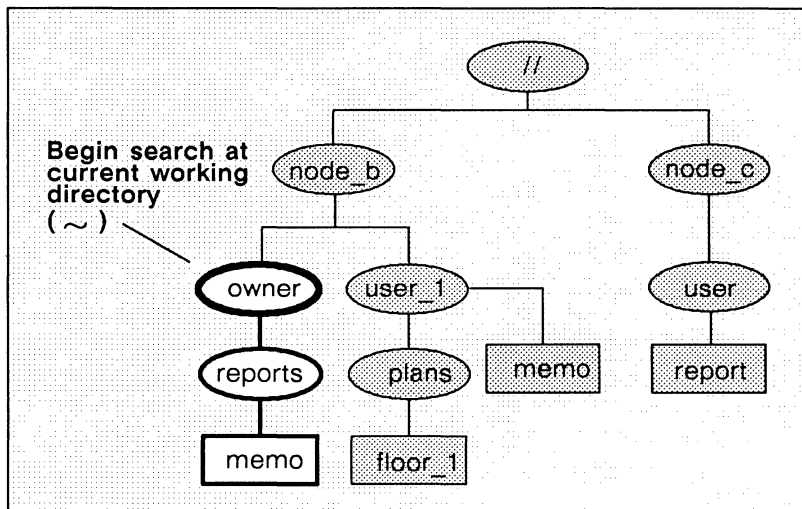 //
Begin search at
current working
directory
( ~ )
node_b
node_c
owner
user_1
user
reports
plans
memo
report
memo
floor_1